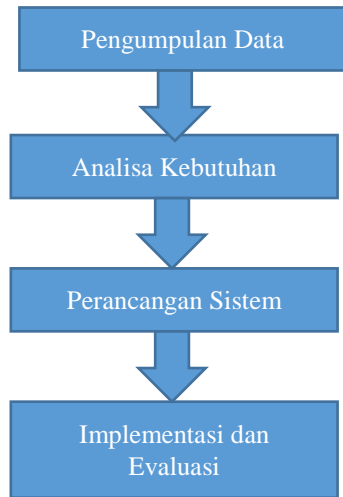 Pengumpulan Data
Analisa Kebutuhan
Perancangan Sistem
Implementasi dan
Evaluasi